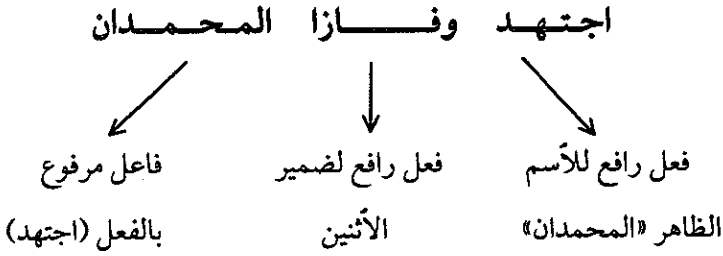 اجتهد وفازا المحمدان
فعل رافع للأسم فعل رافع لضمير فاعل مرفوع
الظاهر «المحمدان» الأثنين بالفعل (اجتهد)